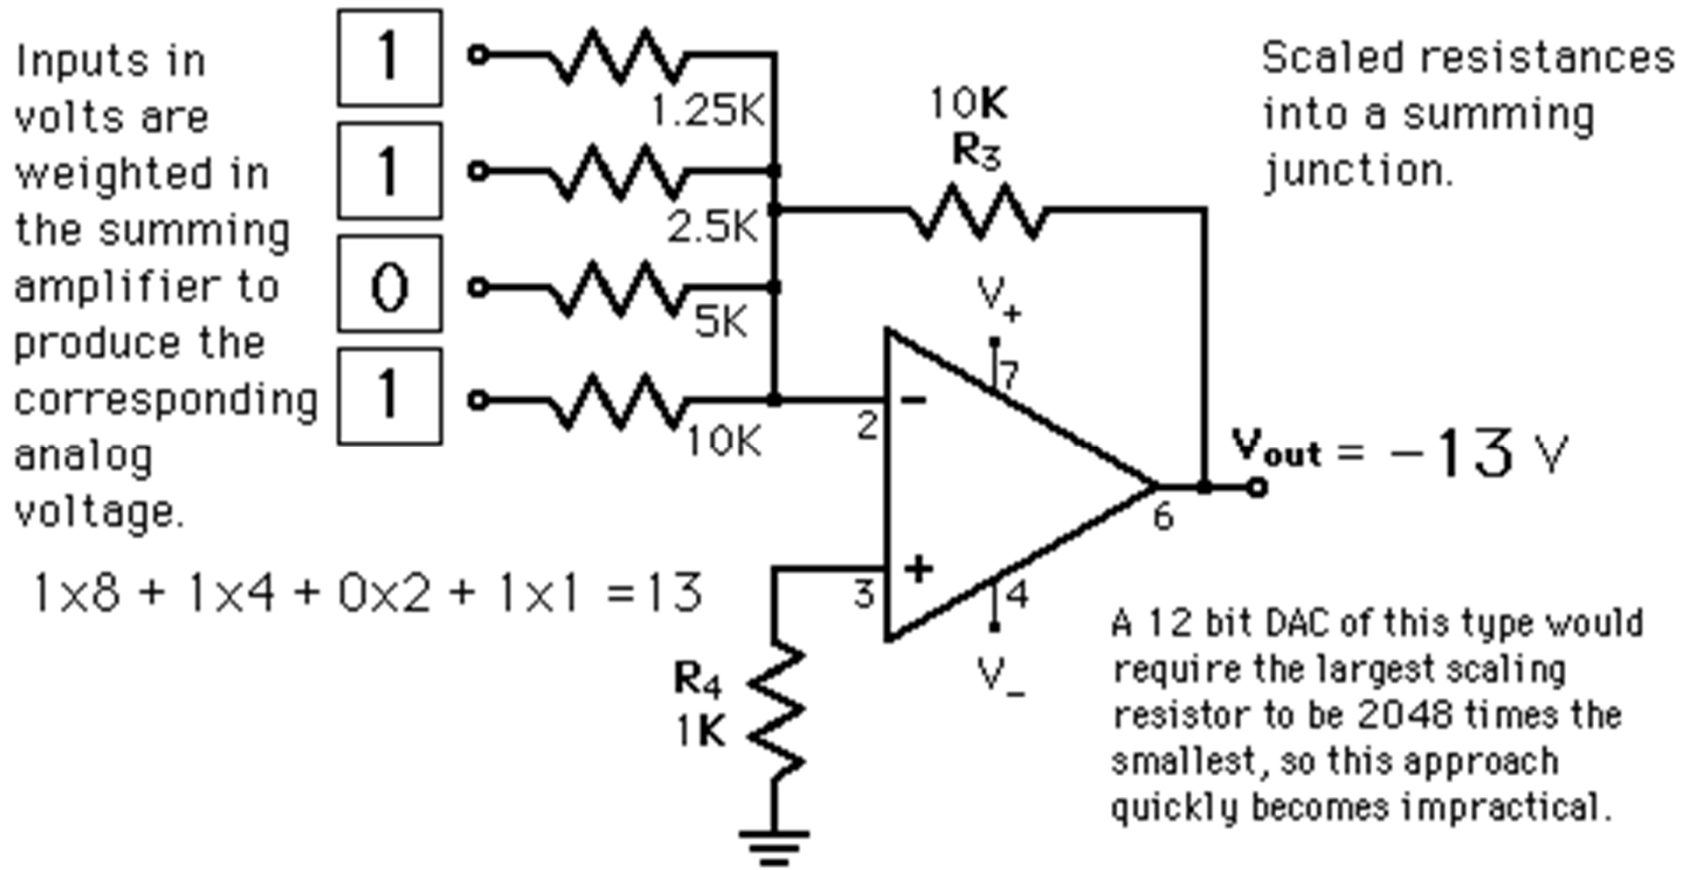 Inputs in
volts are
weighted in
the summing
amplifier to
produce the
corresponding
analog
voltage.
1
1
0
1
1.25K
2.5K
5K
10K
10K
R3
Scaled resistances
into a summing
junction.
V+
7
2
−
Vout = −13 V
6
3
+
4
V−
1x8 + 1x4 + 0x2 + 1x1 =13
R4
1K
A 12 bit DAC of this type would
require the largest scaling
resistor to be 2048 times the
smallest, so this approach
quickly becomes impractical.